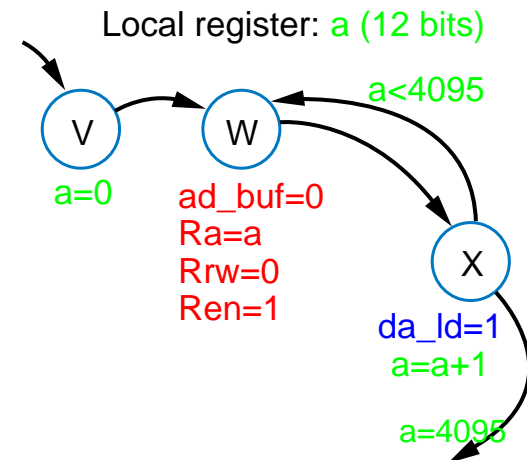 Local register: a (12 bits)
a<4095
V
W
a=0
ad_buf=0
Ra=a
Rrw=0
Ren=1
X
da_ld=1
a=a+1
a=4095